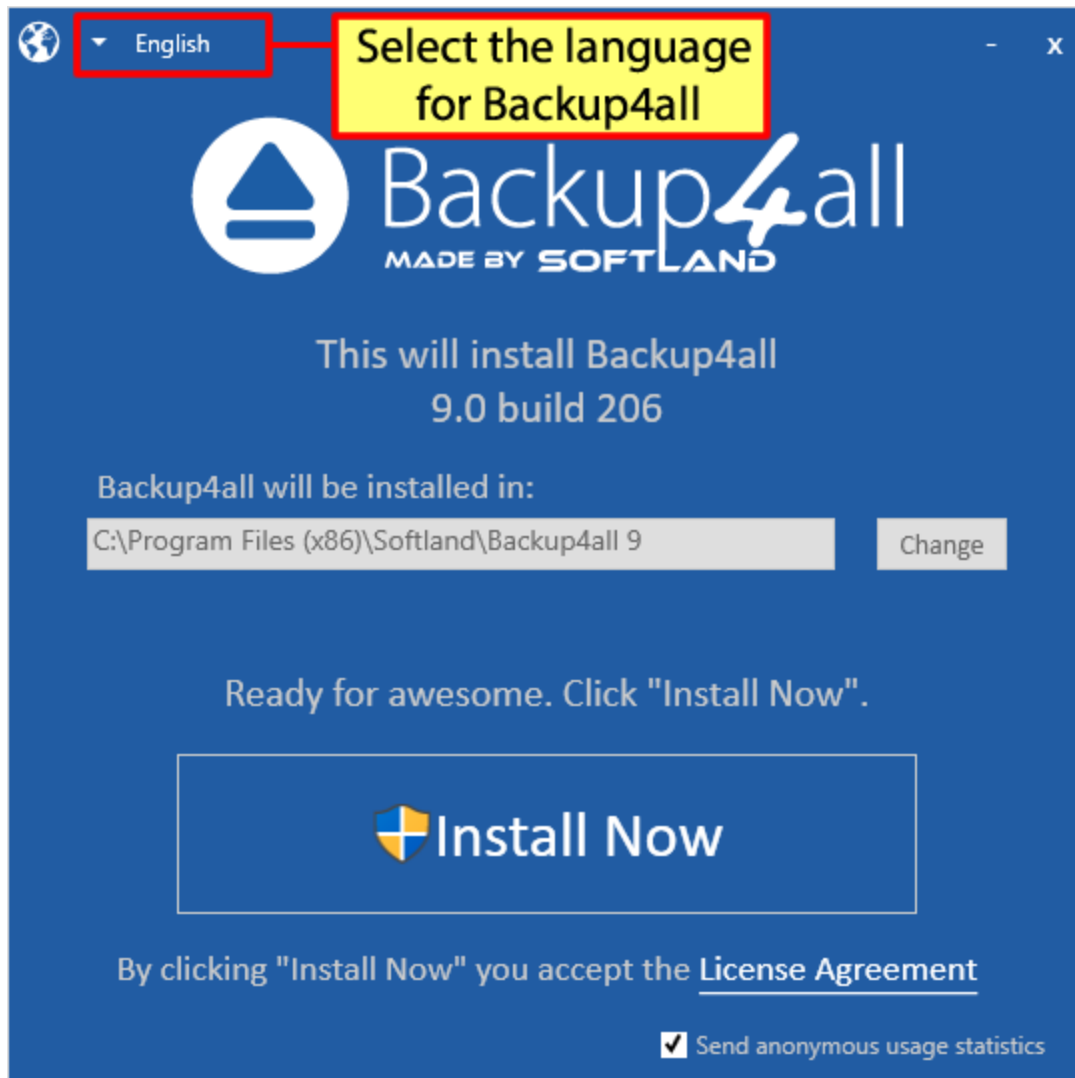 English
Select the language
for Backup4all
- x
Backup4all
MADE BY SOFTLAND
This will install Backup4all
9.0 build 206
Backup4all will be installed in:
C:\Program Files (x86)\Softland\Backup4all 9
Change
Ready for awesome. Click "Install Now".
Install Now
By clicking "Install Now" you accept the License Agreement
Send anonymous usage statistics